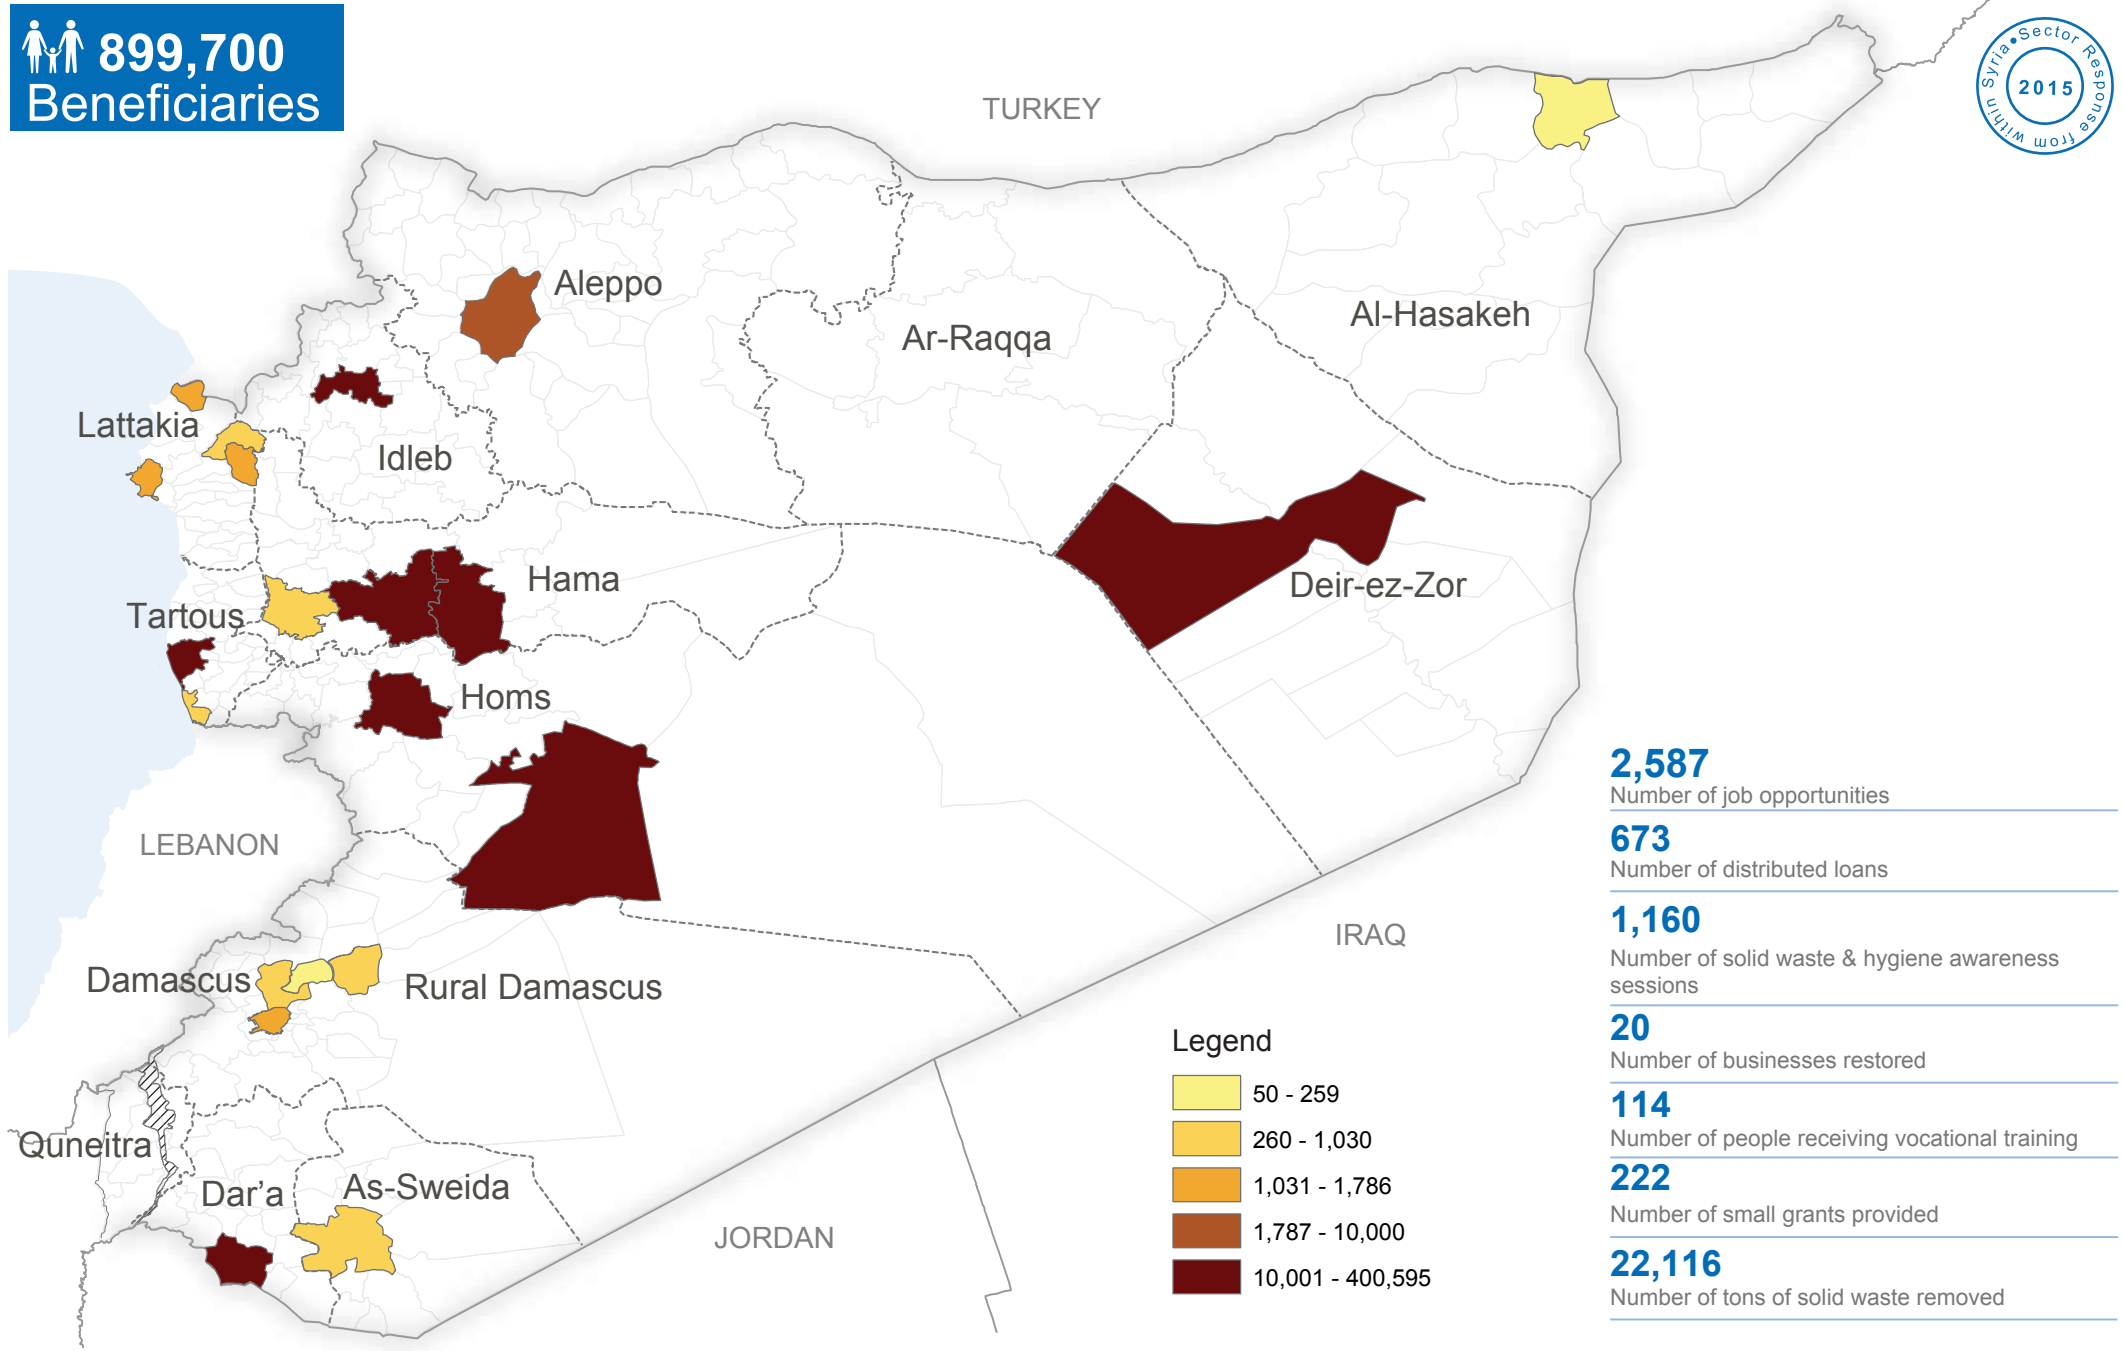 899,700
Beneficiaries
Sector Response from within Syria
2015
TURKEY
Aleppo
Ar-Raqqa
Al-Hasakeh
Lattakia
Idleb
Hama
Deir-ez-Zor
Tartous
Homs
LEBANON
IRAQ
Damascus
Rural Damascus
Quneitra
Dar’a
As-Sweida
JORDAN
Legend
50 - 259
260 - 1,030
1,031 - 1,786
1,787 - 10,000
10,001 - 400,595
2,587
Number of job opportunities
673
Number of distributed loans
1,160
Number of solid waste & hygiene awareness
sessions
20
Number of businesses restored
114
Number of people receiving vocational training
222
Number of small grants provided
22,116
Number of tons of solid waste removed